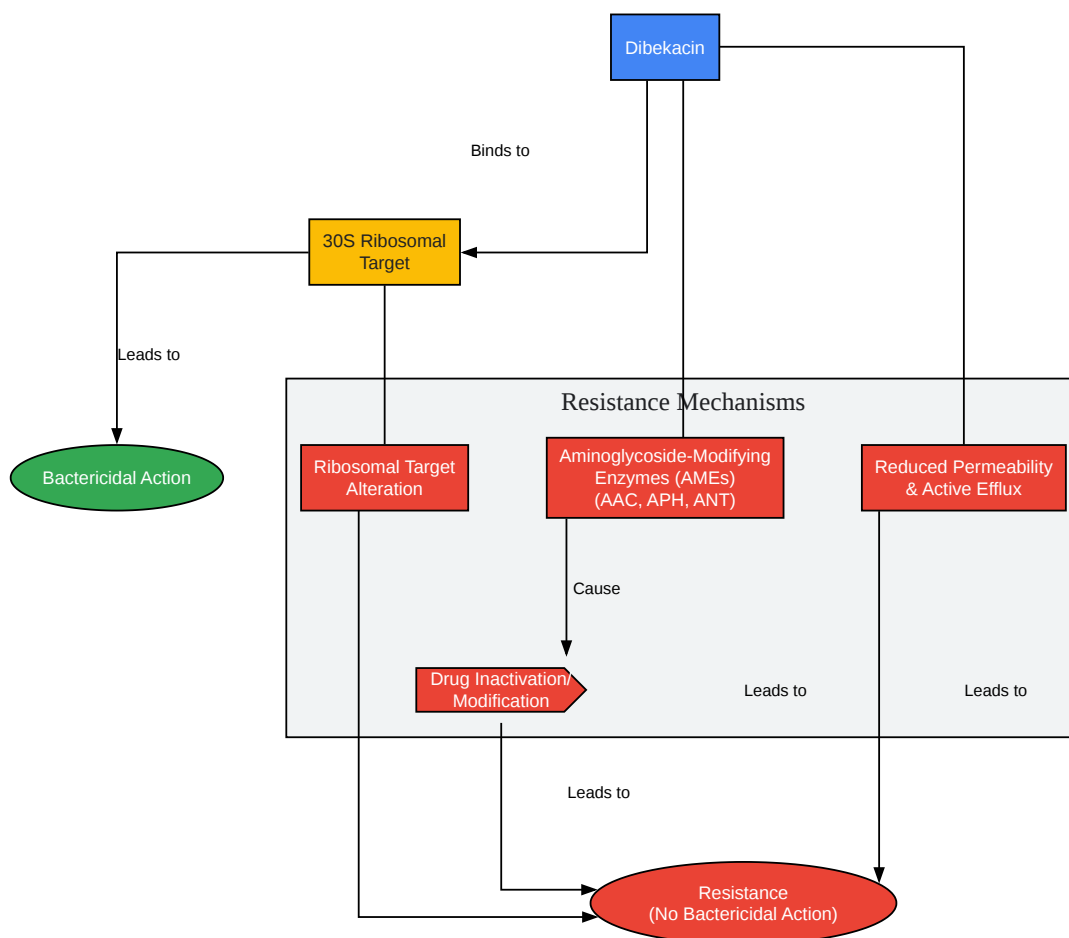 Dibekacin
Binds to
30S Ribosomal
Target
Leads to
Resistance Mechanisms
Bactericidal Action
Ribosomal Target
Alteration
Aminoglycoside-Modifying
Enzymes (AMEs)
(AAC, APH, ANT)
Reduced Permeability
& Active Efflux
Cause
Drug Inactivation/
Modification
Leads to
Leads to
Leads to
Resistance
(No Bactericidal Action)